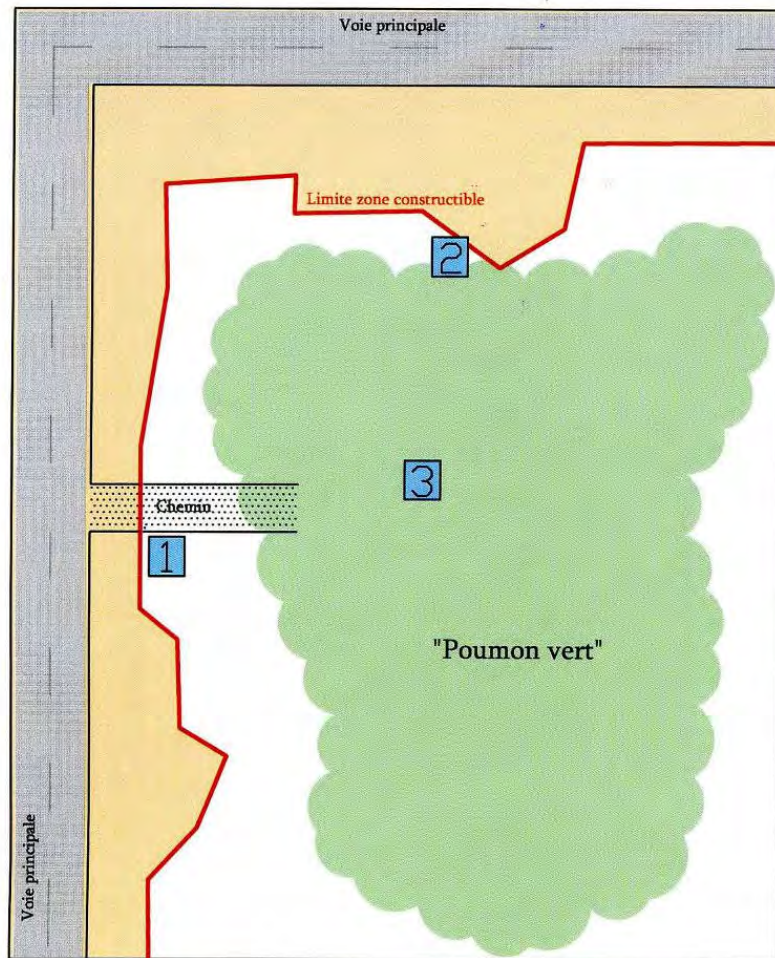 Voie principale
Limite zone constructible
2
3
Chemin
1
"Poumon vert"
Voie principale